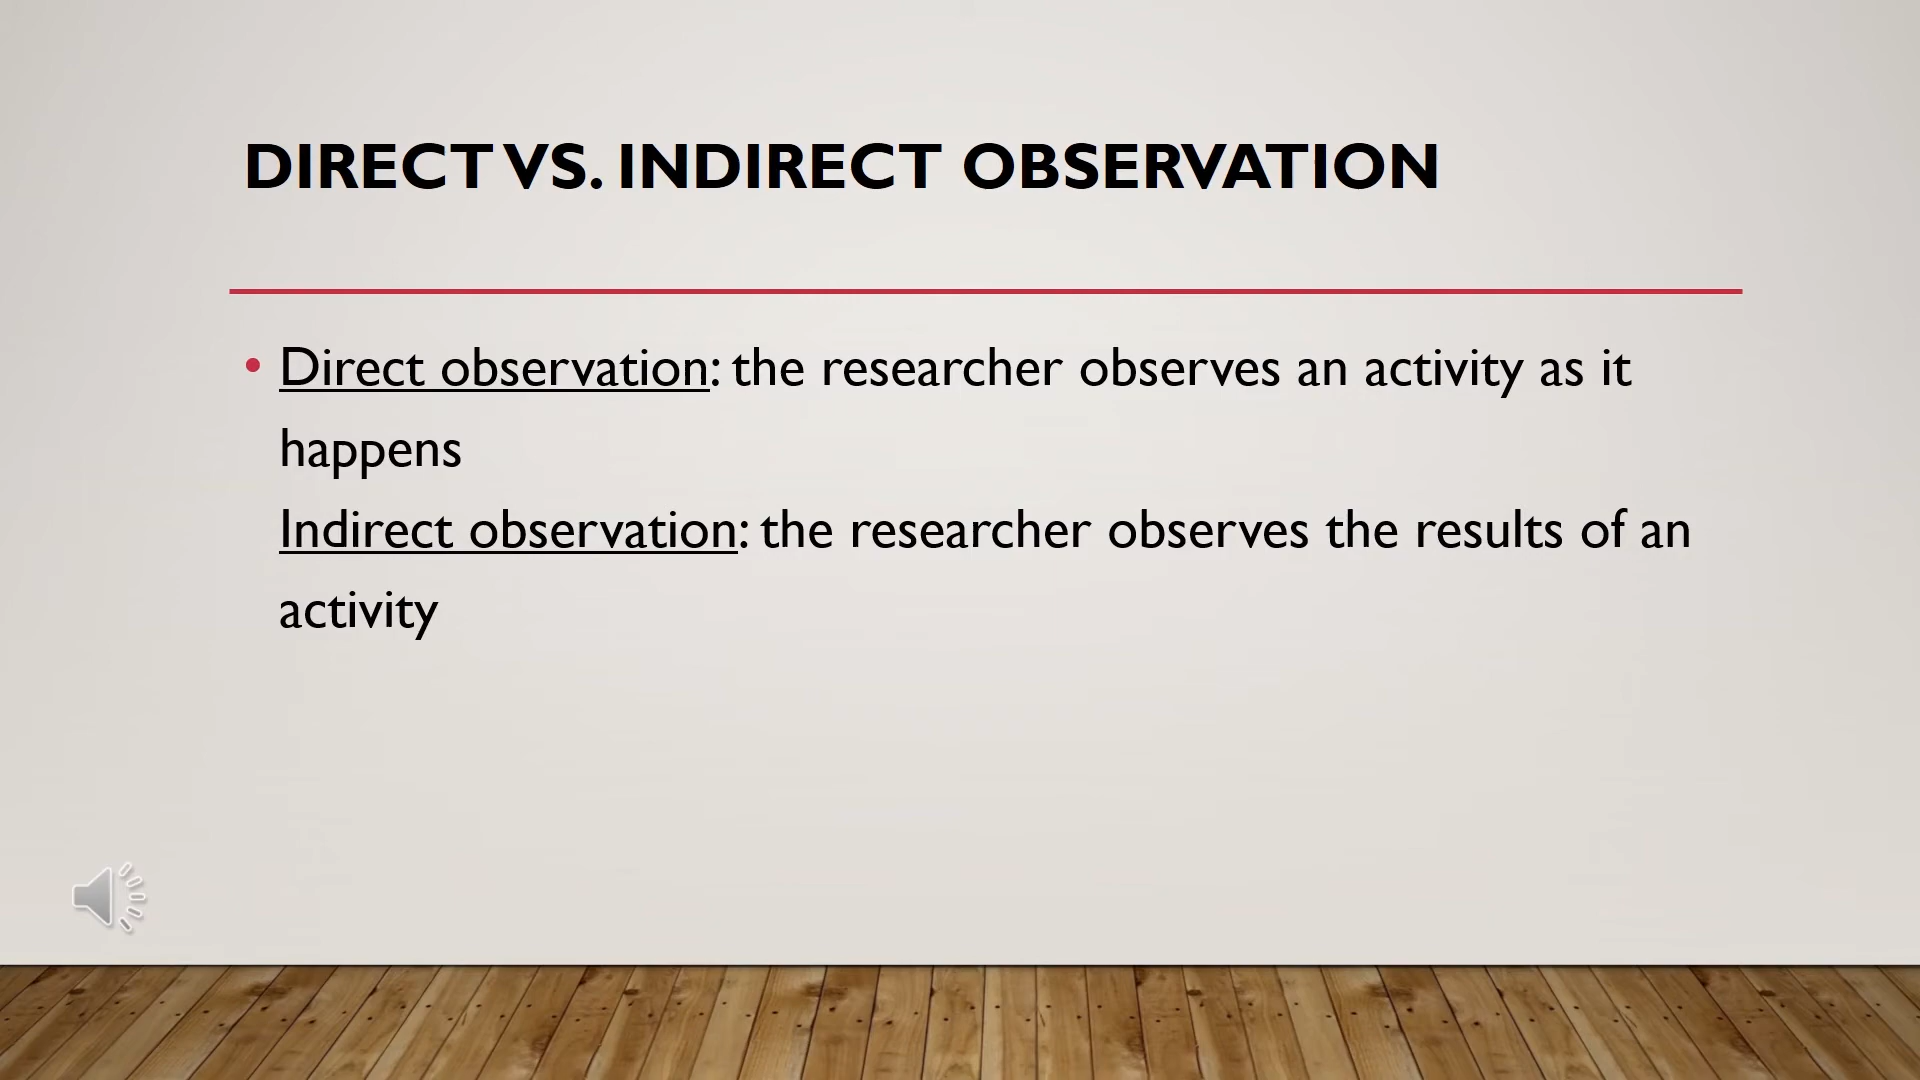 DIRECT VS. INDIRECT OBSERVATION
• Direct observation: the researcher observes an activity as it
happens
Indirect observation: the researcher observes the results of an
activity